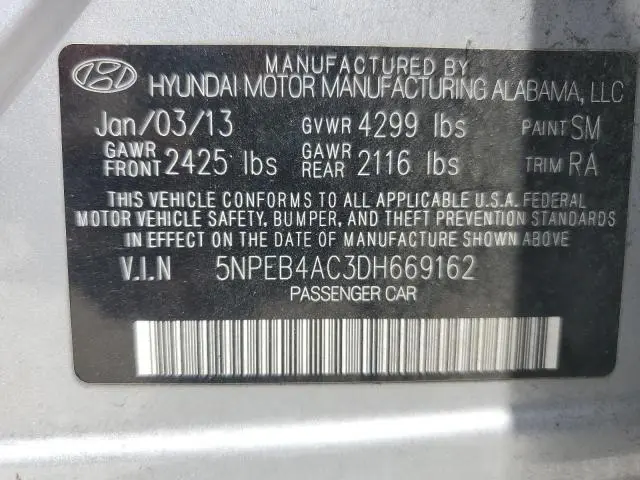 MANUFACTURED BY
HYUNDAI MOTOR MANUFACTURING ALABAMA, LLC
Jan/03/13 GVWR 4299 lbs PAINT SM
GAWR FRONT 2425 lbs GAWR REAR 2116 lbs TRIM RA
THIS VEHICLE CONFORMS TO ALL APPLICABLE U.S.A. FEDERAL
MOTOR VEHICLE SAFETY, BUMPER, AND THEFT PREVENTION STANDARDS
IN EFFECT ON THE DATE OF MANUFACTURE SHOWN ABOVE.
V.I.N 5NPEB4AC3DH669162
PASSENGER CAR